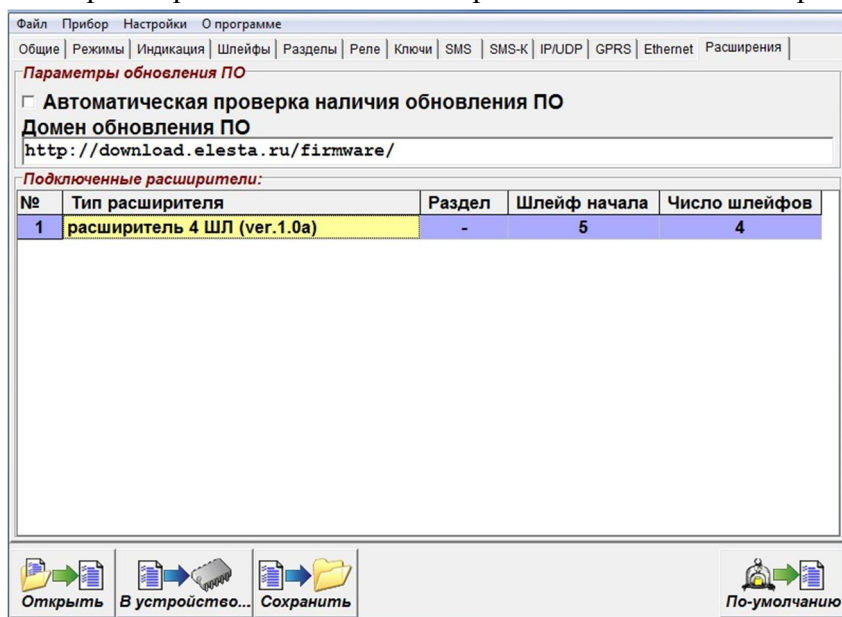 Файл Прибор Настройки О программе
Общие Режимы Индикация Шлейфы Разделы Реле Ключи SMS SMS-K IP/UDP GPRS Ethernet Расширения
Параметры обновления ПО
Автоматическая проверка наличия обновления ПО
Домен обновления ПО
http://download.elesta.ru/firmware/
Подключенные расширители:
№ Тип расширителя Раздел Шлейф начала Число шлейфов
1 расширитель 4 ШЛ (ver.1.0a) - 5 4
Открыть В устройство... Сохранить По-умолчанию